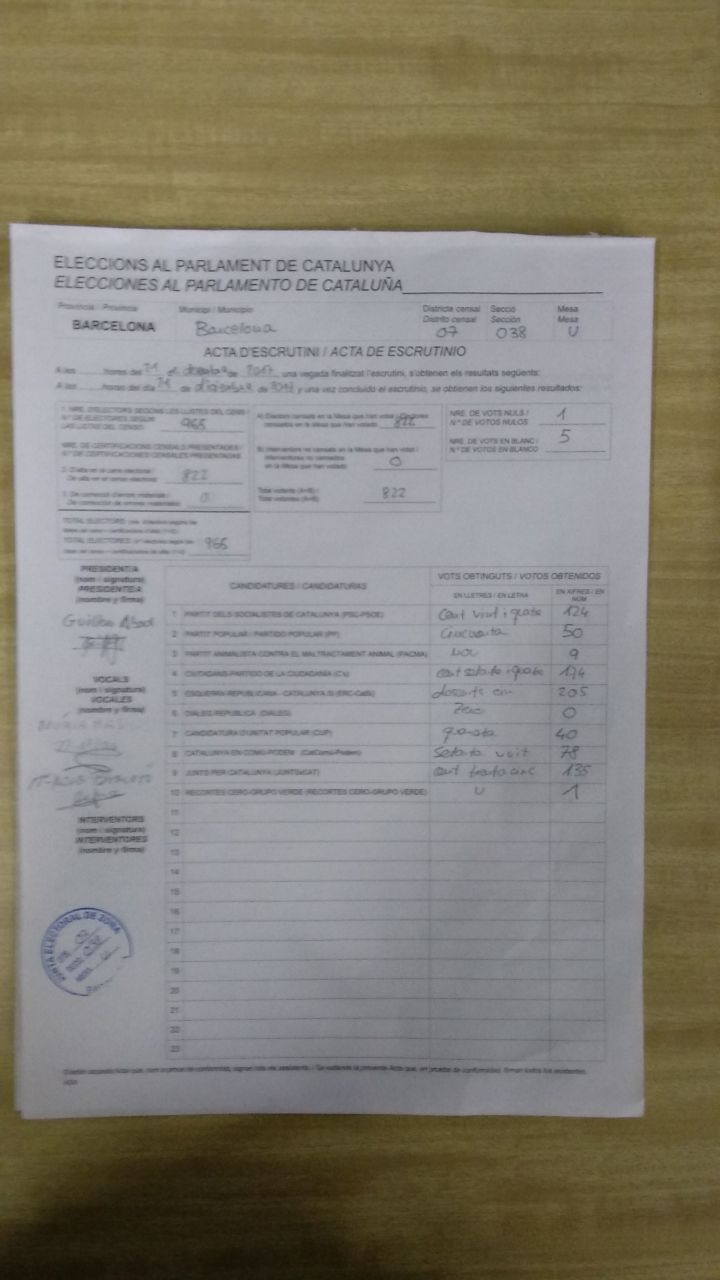 ELECCIONS AL PARLAMENT DE CATALUNYA
ELECCIONES AL PARLAMENTO DE CATALUÑA
Província / Provincia Municipi / Municipio Districte censal Secció Mesa
Distrito censal Sección Mesa
BARCELONA Barcelona 07 038 U
ACTA D'ESCRUTINI / ACTA DE ESCRUTINIO
A les hores del 21 de desembre de 2017, una vegada finalitzat l'escrutini, s'obtenen els resultats següents:
A las horas del día 21 de diciembre de 2017 y una vez concluido el escrutinio, se obtienen los siguientes resultados:
1. NRE. D'ELECTORS SEGONS LES LLISTES DEL CENS /
Nº DE ELECTORES SEGÚN
LAS LISTAS DEL CENSO 965
NRE. DE CERTIFICACIONS CENSALS PRESENTADES /
Nº DE CERTIFICACIONES CENSALES PRESENTADAS
2. D'alta en el cens electoral /
De alta en el censo electoral 822
3. De correcció d'errors materials /
De corrección de errores materiales 0
TOTAL ELECTORS
TOTAL ELECTORES 965
A) Electors censats en la Mesa que han votat / Electores
censados en la Mesa que han votado 822
B) Interventors no censats en la Mesa que han votat /
Interventores no censados
en la Mesa que han votado 0
Total votants (A+B) /
Total votantes (A+B) 822
NRE. DE VOTS NULS /
Nº DE VOTOS NULOS 1
NRE. DE VOTS EN BLANC /
Nº DE VOTOS EN BLANCO 5
PRESIDENT/A
(nom i signatura)
PRESIDENTE/A
(nombre y firma)
VOCALS
(nom i signatura)
VOCALES
(nombre y firma)
INTERVENTORS
(nom i signatura)
INTERVENTORES
(nombre y firma)
CANDIDATURES / CANDIDATURAS VOTS OBTINGUTS / VOTOS OBTENIDOS
EN LLETRES / EN LETRA EN XIFRES / EN NÚM
1 PARTIT DELS SOCIALISTES DE CATALUNYA (PSC-PSOE) Cent vint i quatre 124
2 PARTIT POPULAR / PARTIDO POPULAR (PP) Cincuanta 50
3 PARTIT ANIMALISTA CONTRA EL MALTRACTAMENT ANIMAL (PACMA) nou 9
4 CIUTADANS-PARTIDO DE LA CIUDADANÍA (C's) cent setanta i quatre 174
5 ESQUERRA REPUBLICANA - CATALUNYA SÍ (ERC-CatSí) doscents cinc 205
6 DIÀLEG REPÚBLICA (DIÀLEG) Zero 0
7 CANDIDATURA D'UNITAT POPULAR (CUP) quaranta 40
8 CATALUNYA EN COMÚ-PODEM (CatComú-Podem) Setanta vuit 78
9 JUNTS PER CATALUNYA (JUNTSxCAT) cent trenta cinc 135
10 RECORTES CERO-GRUPO VERDE (RECORTES CERO-GRUPO VERDE) U 1
11
12
13
14
15
16
17
18
19
20
21
22
23
JUNTA ELECTORAL DE ZONA